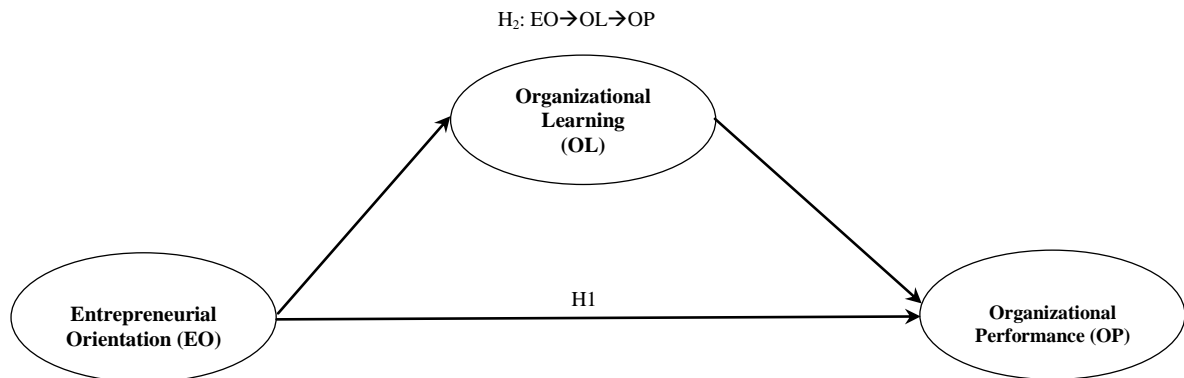 H₂: EO→OL→OP
Organizational
Learning
(OL)
H1
Entrepreneurial
Orientation (EO)
Organizational
Performance (OP)